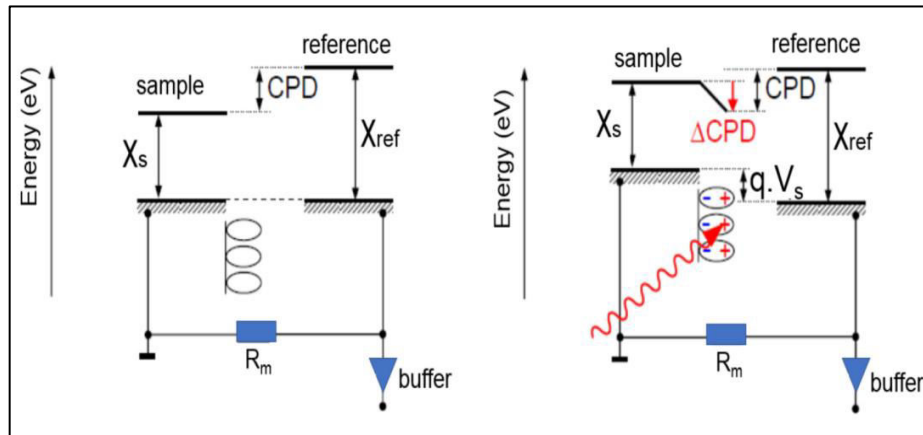 Energy (eV)
sample
reference
CPD
Χs
Χref
Rm
buffer
Energy (eV)
sample
reference
CPD
ΔCPD
Χs
Χref
q.Vs
- +
- +
- +
Rm
buffer